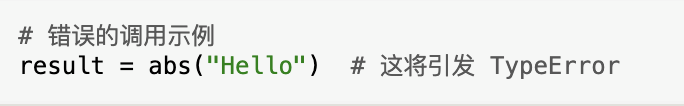 # 错误的调用示例
result = abs("Hello")  # 这将引发 TypeError